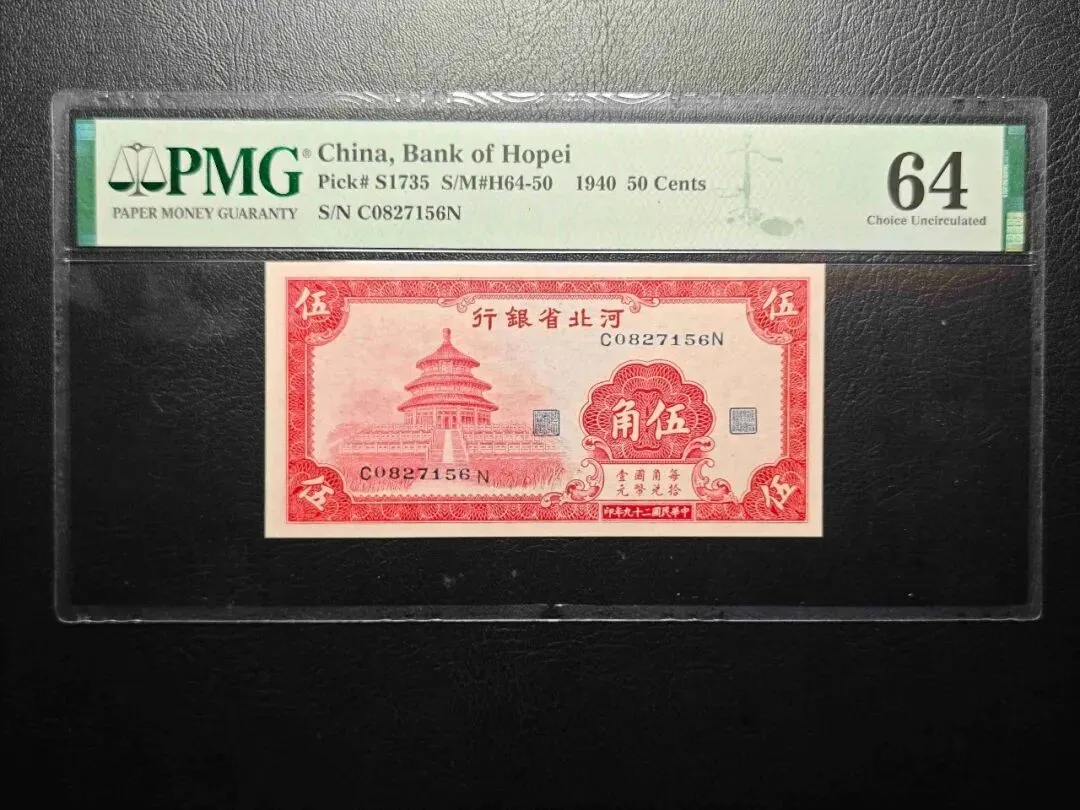 PMG® China, Bank of Hopei
Pick# S1735 S/M#H64-50 1940 50 Cents
PAPER MONEY GUARANTY
S/N C0827156N
64
Choice Uncirculated
伍
伍
河北省銀行
C0827156N
伍角
C0827156N
每拾
角兌
國幣
壹元
伍
伍
中華民國二十九年印